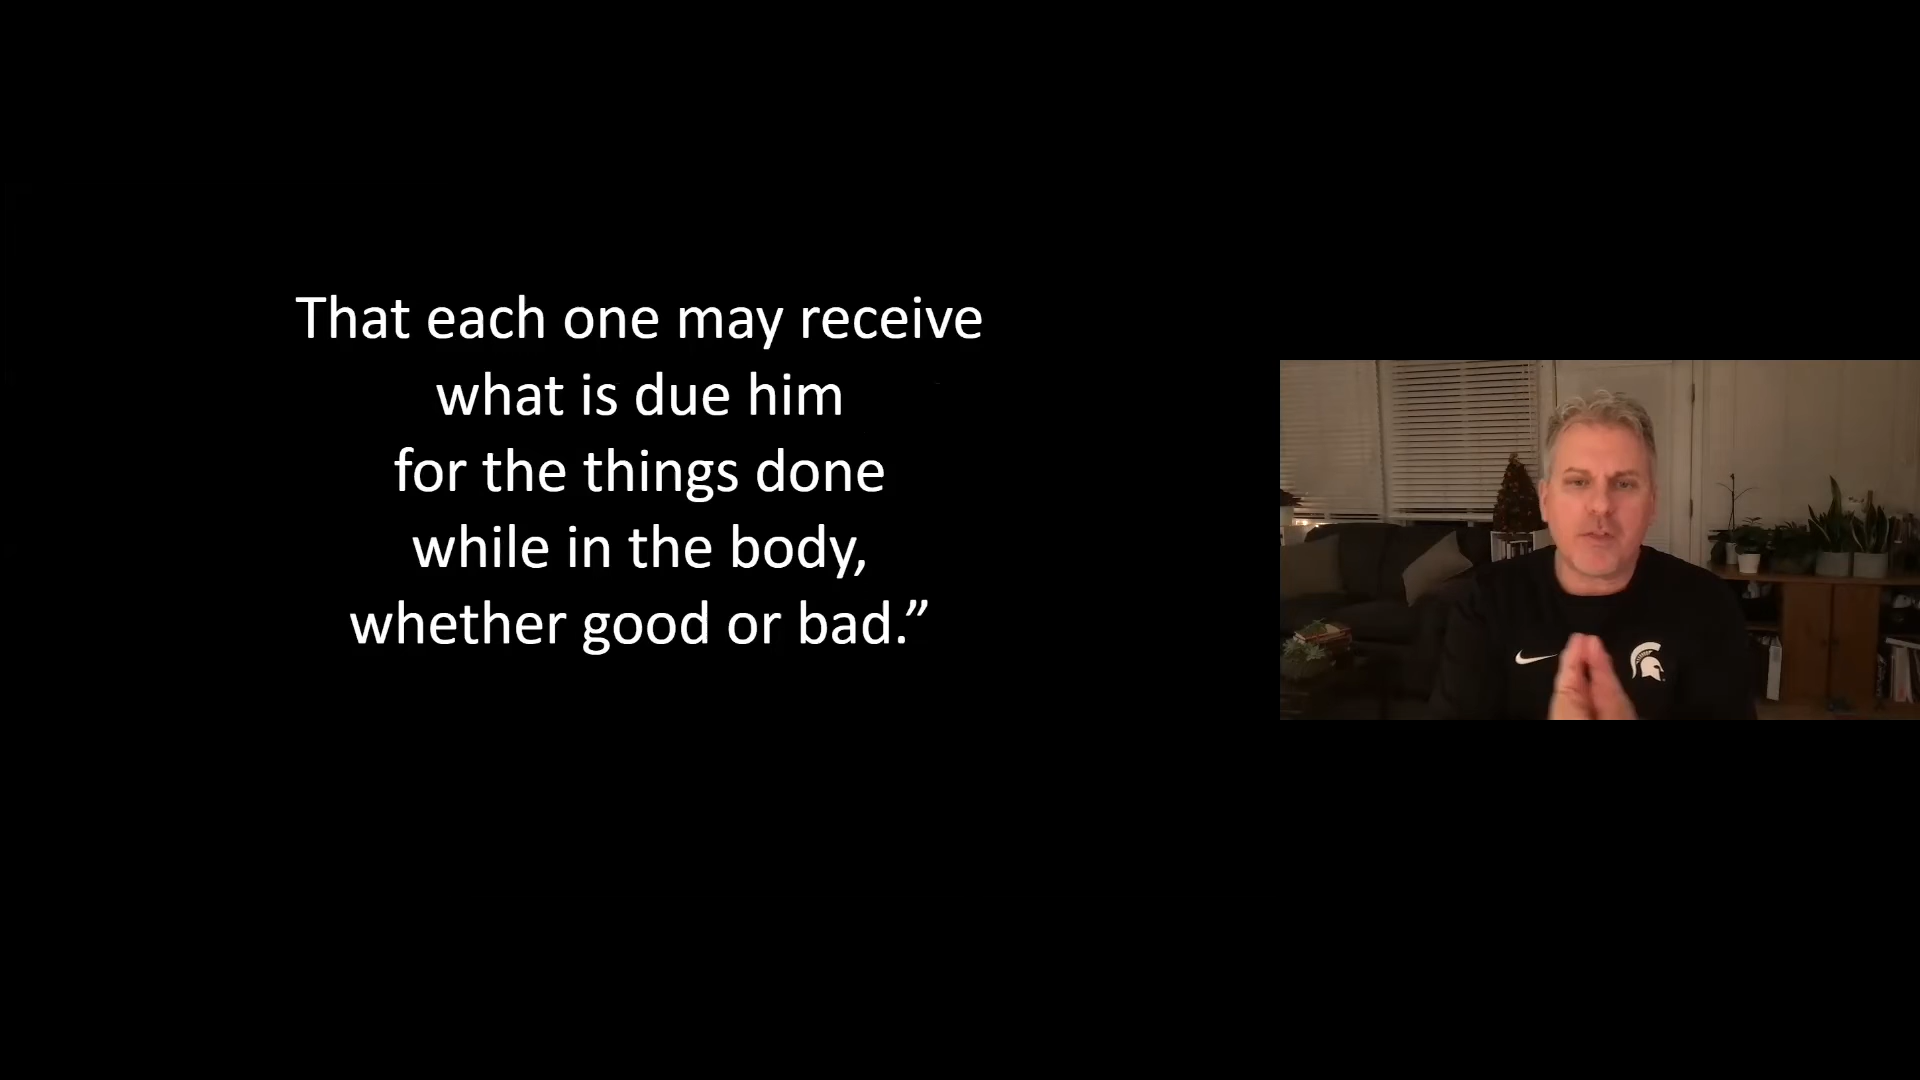 That each one may receive
what is due him
for the things done
while in the body,
whether good or bad.”